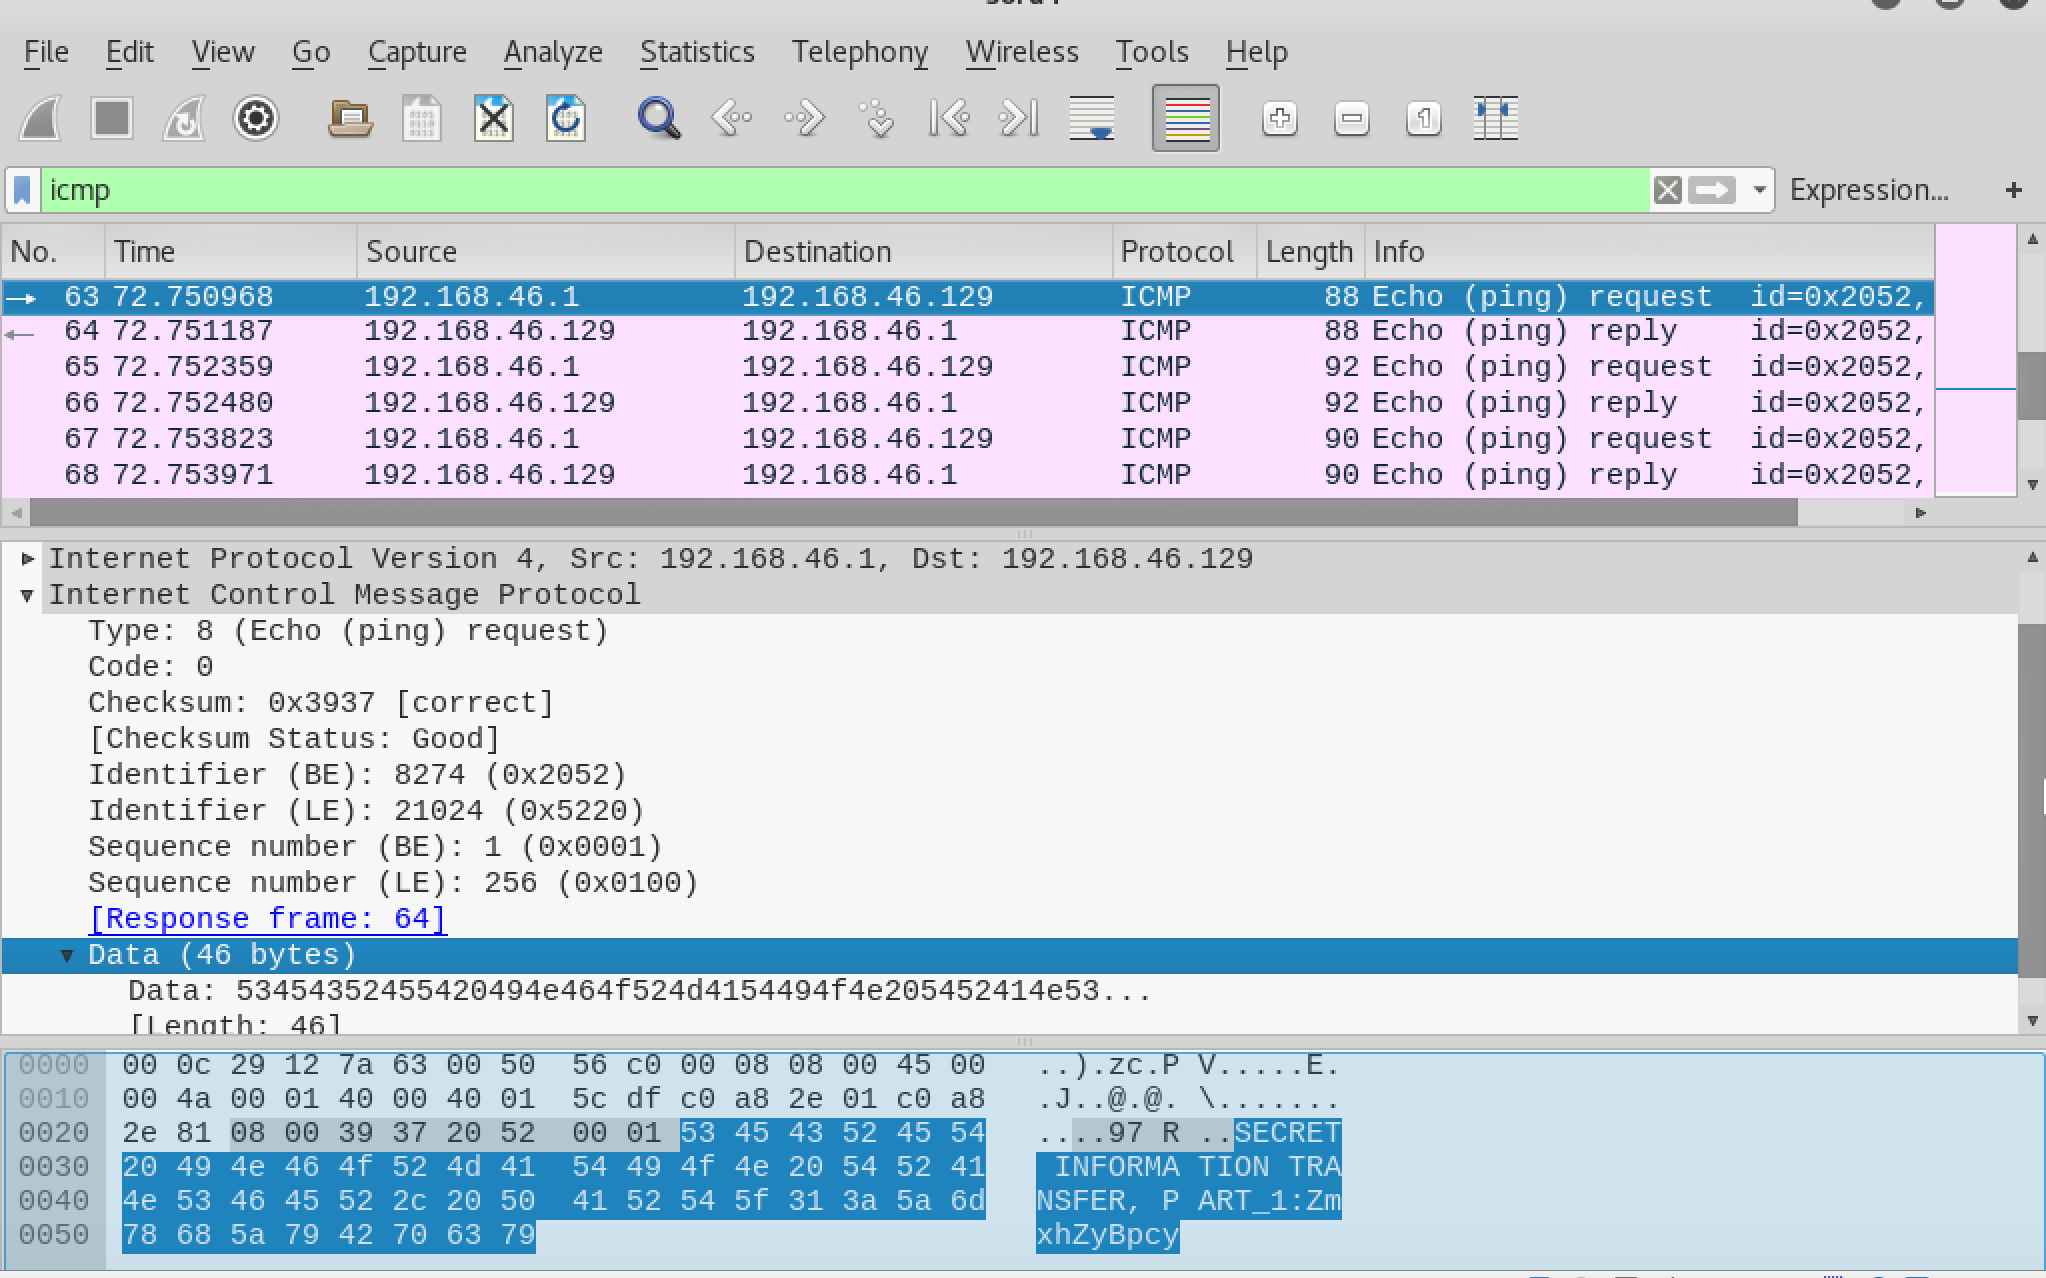 File Edit View Go Capture Analyze Statistics Telephony Wireless Tools Help
icmp Expression... +
No. Time Source Destination Protocol Length Info
63 72.750968 192.168.46.1 192.168.46.129 ICMP 88 Echo (ping) request id=0x2052,
64 72.751187 192.168.46.129 192.168.46.1 ICMP 88 Echo (ping) reply id=0x2052,
65 72.752359 192.168.46.1 192.168.46.129 ICMP 92 Echo (ping) request id=0x2052,
66 72.752480 192.168.46.129 192.168.46.1 ICMP 92 Echo (ping) reply id=0x2052,
67 72.753823 192.168.46.1 192.168.46.129 ICMP 90 Echo (ping) request id=0x2052,
68 72.753971 192.168.46.129 192.168.46.1 ICMP 90 Echo (ping) reply id=0x2052,
Internet Protocol Version 4, Src: 192.168.46.1, Dst: 192.168.46.129
Internet Control Message Protocol
Type: 8 (Echo (ping) request)
Code: 0
Checksum: 0x3937 [correct]
[Checksum Status: Good]
Identifier (BE): 8274 (0x2052)
Identifier (LE): 21024 (0x5220)
Sequence number (BE): 1 (0x0001)
Sequence number (LE): 256 (0x0100)
[Response frame: 64]
Data (46 bytes)
Data: 53454352455420494e464f524d4154494f4e205452414e53...
[Length: 46]
0000 00 0c 29 12 7a 63 00 50 56 c0 00 08 08 00 45 00 ..).zc.P V.....E.
0010 00 4a 00 01 40 00 40 01 5c df c0 a8 2e 01 c0 a8 .J..@.@. \.......
0020 2e 81 08 00 39 37 20 52 00 01 53 45 43 52 45 54 ....97 R ..SECRET
0030 20 49 4e 46 4f 52 4d 41 54 49 4f 4e 20 54 52 41 INFORMA TION TRA
0040 4e 53 46 45 52 2c 20 50 41 52 54 5f 31 3a 5a 6d NSFER, P ART_1:Zm
0050 78 68 5a 79 42 70 63 79 xhZyBpcy